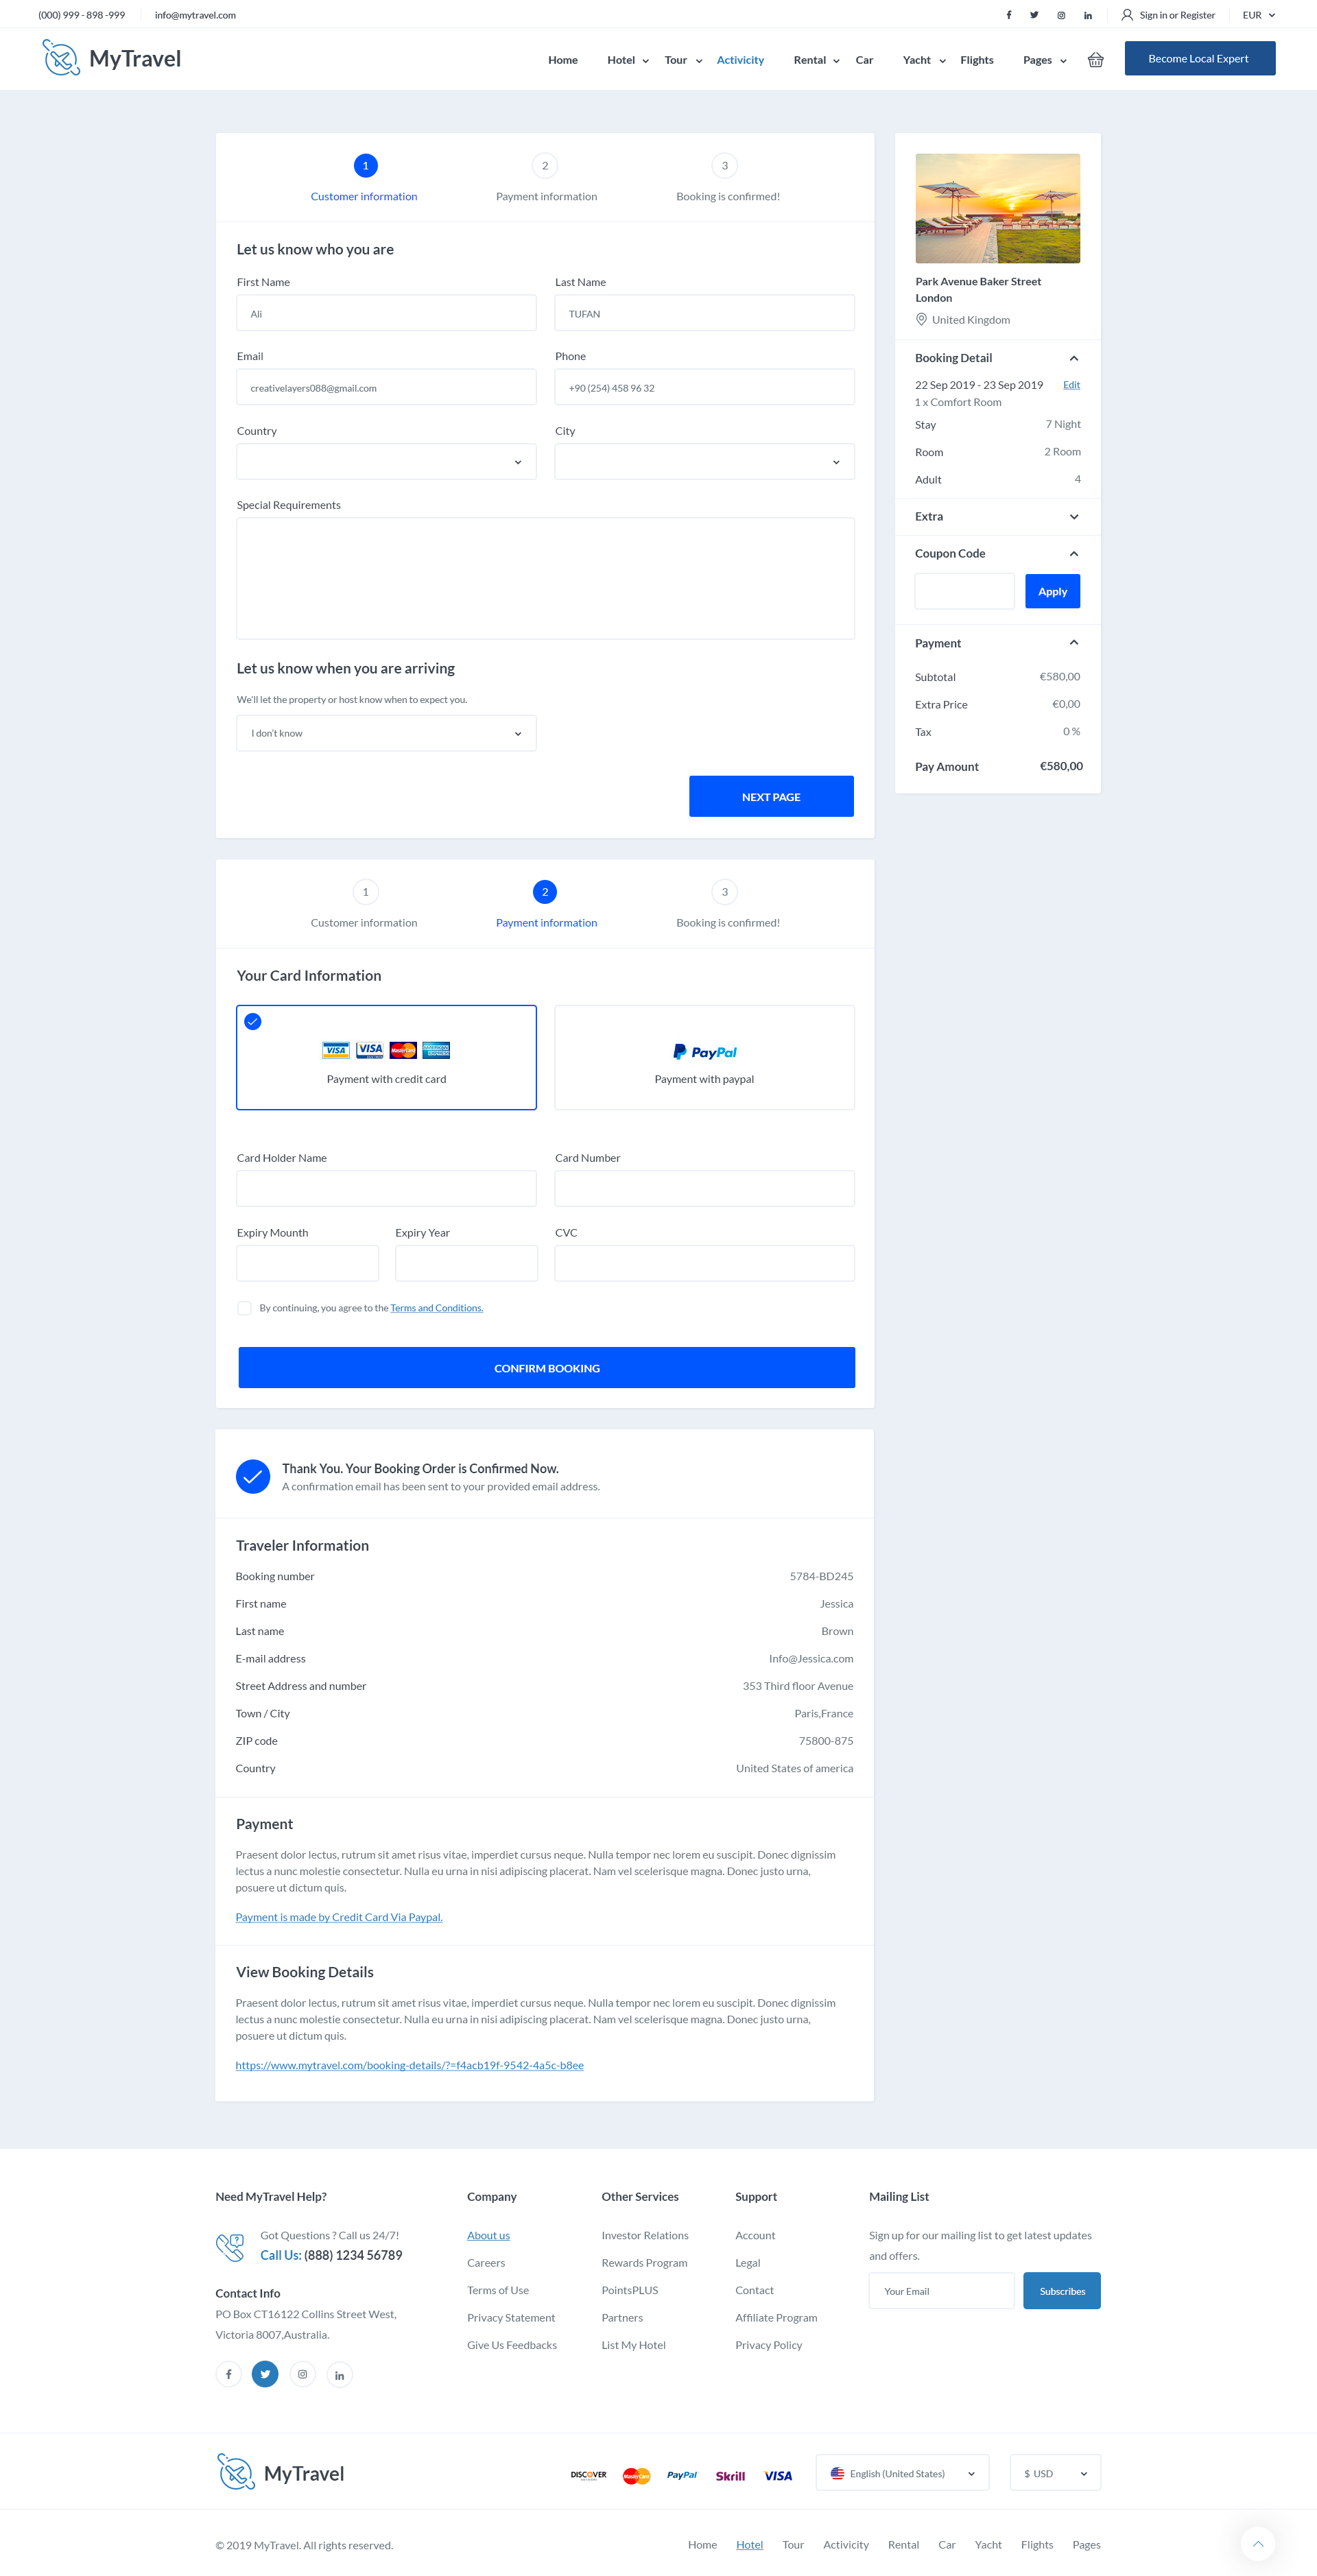 (000) 999 - 898 -999 info@mytravel.com Sign in or Register EUR
MyTravel Home Hotel Tour Activicity Rental Car Yacht Flights Pages Become Local Expert
1 2 3
Customer information Payment information Booking is confirmed!
Let us know who you are
First Name Last Name
Ali TUFAN
Email Phone
creativelayers088@gmail.com +90 (254) 458 96 32
Country City
Special Requirements
Let us know when you are arriving
We'll let the property or host know when to expect you.
I don't know
NEXT PAGE
Park Avenue Baker Street
London
United Kingdom
Booking Detail
22 Sep 2019 - 23 Sep 2019 Edit
1 x Comfort Room
Stay 7 Night
Room 2 Room
Adult 4
Extra
Coupon Code
Apply
Payment
Subtotal €580,00
Extra Price €0,00
Tax 0 %
Pay Amount €580,00
1 2 3
Customer information Payment information Booking is confirmed!
Your Card Information
VISA VISA MasterCard AMERICAN EXPRESS PayPal
Payment with credit card Payment with paypal
Card Holder Name Card Number
Expiry Mounth Expiry Year CVC
By continuing, you agree to the Terms and Conditions.
CONFIRM BOOKING
Thank You. Your Booking Order is Confirmed Now.
A confirmation email has been sent to your provided email address.
Traveler Information
Booking number 5784-BD245
First name Jessica
Last name Brown
E-mail address Info@Jessica.com
Street Address and number 353 Third floor Avenue
Town / City Paris,France
ZIP code 75800-875
Country United States of america
Payment
Praesent dolor lectus, rutrum sit amet risus vitae, imperdiet cursus neque. Nulla tempor nec lorem eu suscipit. Donec dignissim
lectus a nunc molestie consectetur. Nulla eu urna in nisi adipiscing placerat. Nam vel scelerisque magna. Donec justo urna,
posuere ut dictum quis.
Payment is made by Credit Card Via Paypal.
View Booking Details
Praesent dolor lectus, rutrum sit amet risus vitae, imperdiet cursus neque. Nulla tempor nec lorem eu suscipit. Donec dignissim
lectus a nunc molestie consectetur. Nulla eu urna in nisi adipiscing placerat. Nam vel scelerisque magna. Donec justo urna,
posuere ut dictum quis.
https://www.mytravel.com/booking-details/?=f4acb19f-9542-4a5c-b8ee
Need MyTravel Help?
Got Questions ? Call us 24/7!
Call Us: (888) 1234 56789
Contact Info
PO Box CT16122 Collins Street West,
Victoria 8007,Australia.
Company
About us
Careers
Terms of Use
Privacy Statement
Give Us Feedbacks
Other Services
Investor Relations
Rewards Program
PointsPLUS
Partners
List My Hotel
Support
Account
Legal
Contact
Affiliate Program
Privacy Policy
Mailing List
Sign up for our mailing list to get latest updates
and offers.
Your Email Subscribes
MyTravel DISCOVER MasterCard PayPal Skrill VISA English (United States) $ USD
© 2019 MyTravel. All rights reserved. Home Hotel Tour Activicity Rental Car Yacht Flights Pages